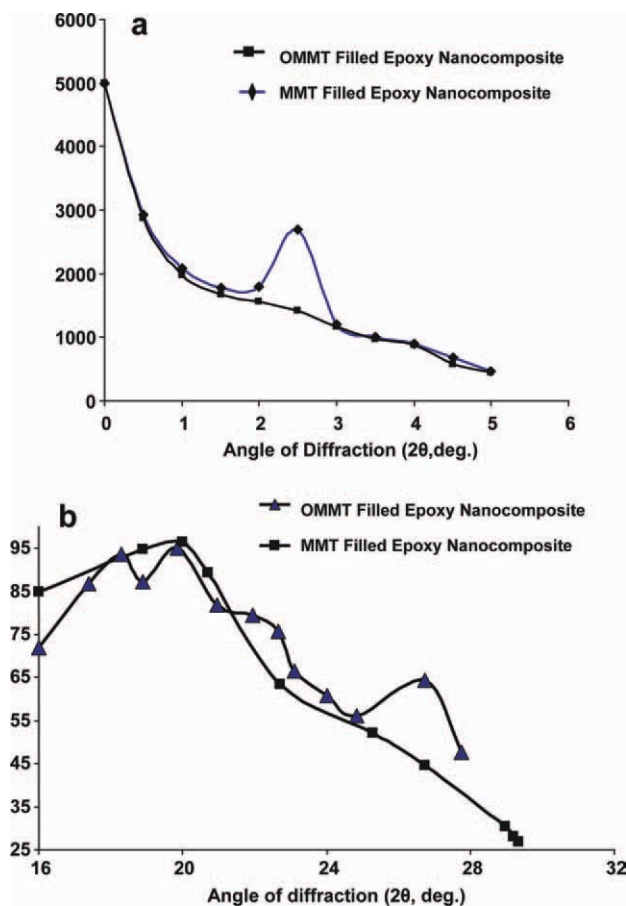 a
OMMT Filled Epoxy Nanocomposite
MMT Filled Epoxy Nanocomposite
6000
5000
4000
3000
2000
1000
0
0 1 2 3 4 5 6
Angle of Diffraction (2θ,deg.)
b
OMMT Filled Epoxy Nanocomposite
MMT Filled Epoxy Nanocomposite
95
85
75
65
55
45
35
25
16 20 24 28 32
Angle of diffraction (2θ, deg.)